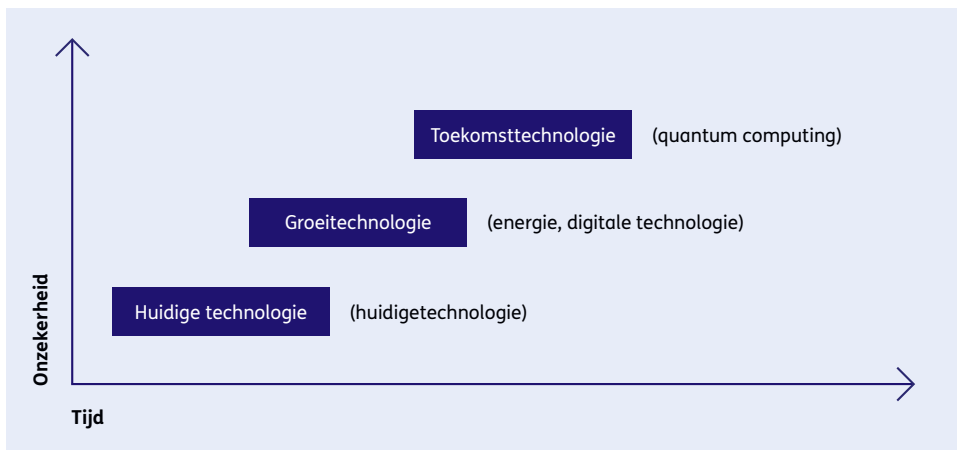 Toekomsttechnologie (quantum computing)
Groeitechnologie (energie, digitale technologie)
Huidige technologie (huidigetechnologie)
Onzekerheid
Tijd